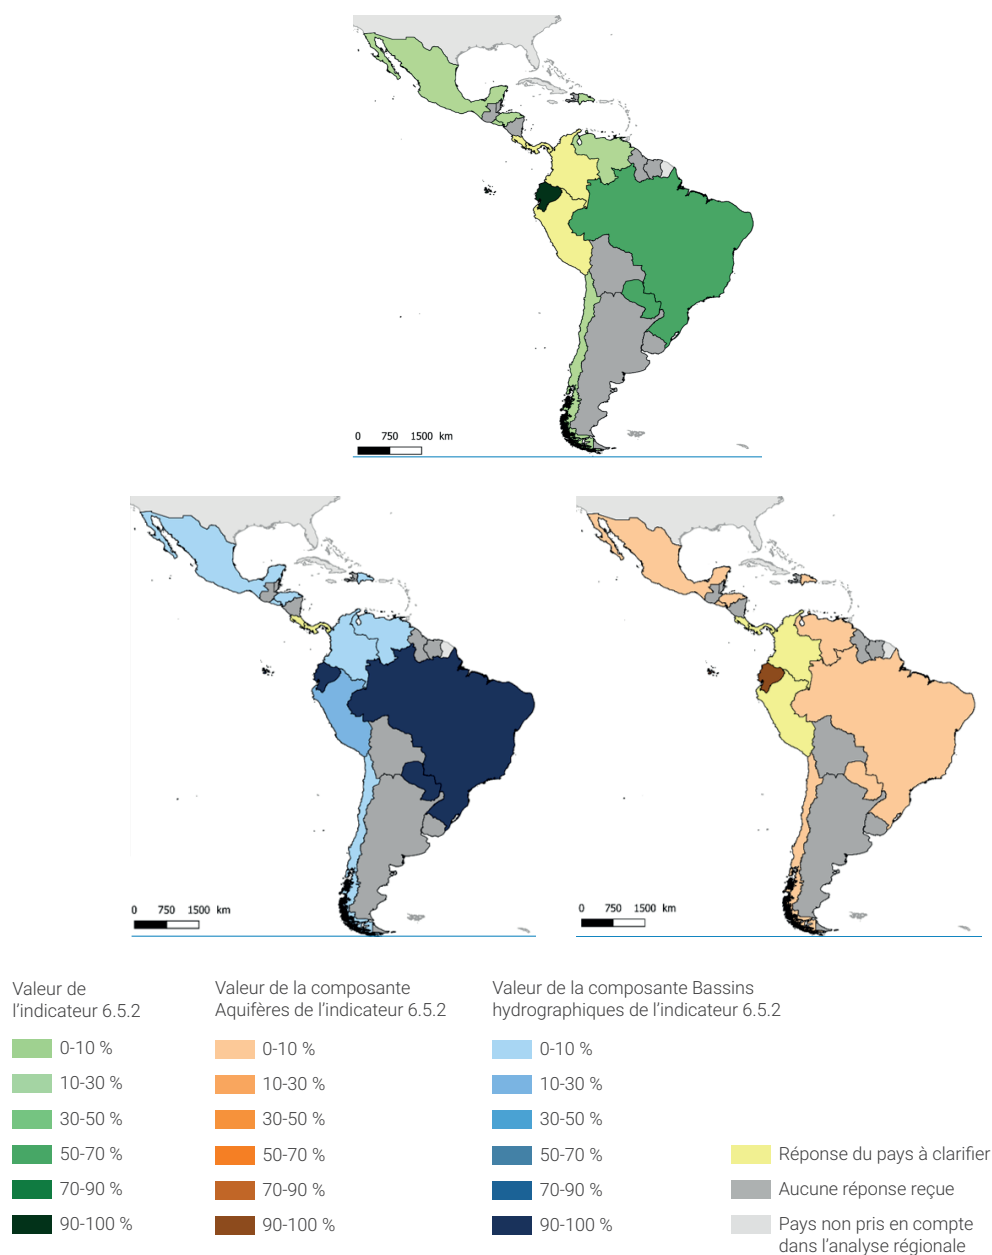 0 750 1500 km
0 750 1500 km
0 750 1500 km
Valeur de
l'indicateur 6.5.2
0-10 %
10-30 %
30-50 %
50-70 %
70-90 %
90-100 %
Valeur de la composante
Aquifères de l'indicateur 6.5.2
0-10 %
10-30 %
30-50 %
50-70 %
70-90 %
90-100 %
Valeur de la composante Bassins
hydrographiques de l'indicateur 6.5.2
0-10 %
10-30 %
30-50 %
50-70 %
70-90 %
90-100 %
Réponse du pays à clarifier
Aucune réponse reçue
Pays non pris en compte
dans l'analyse régionale